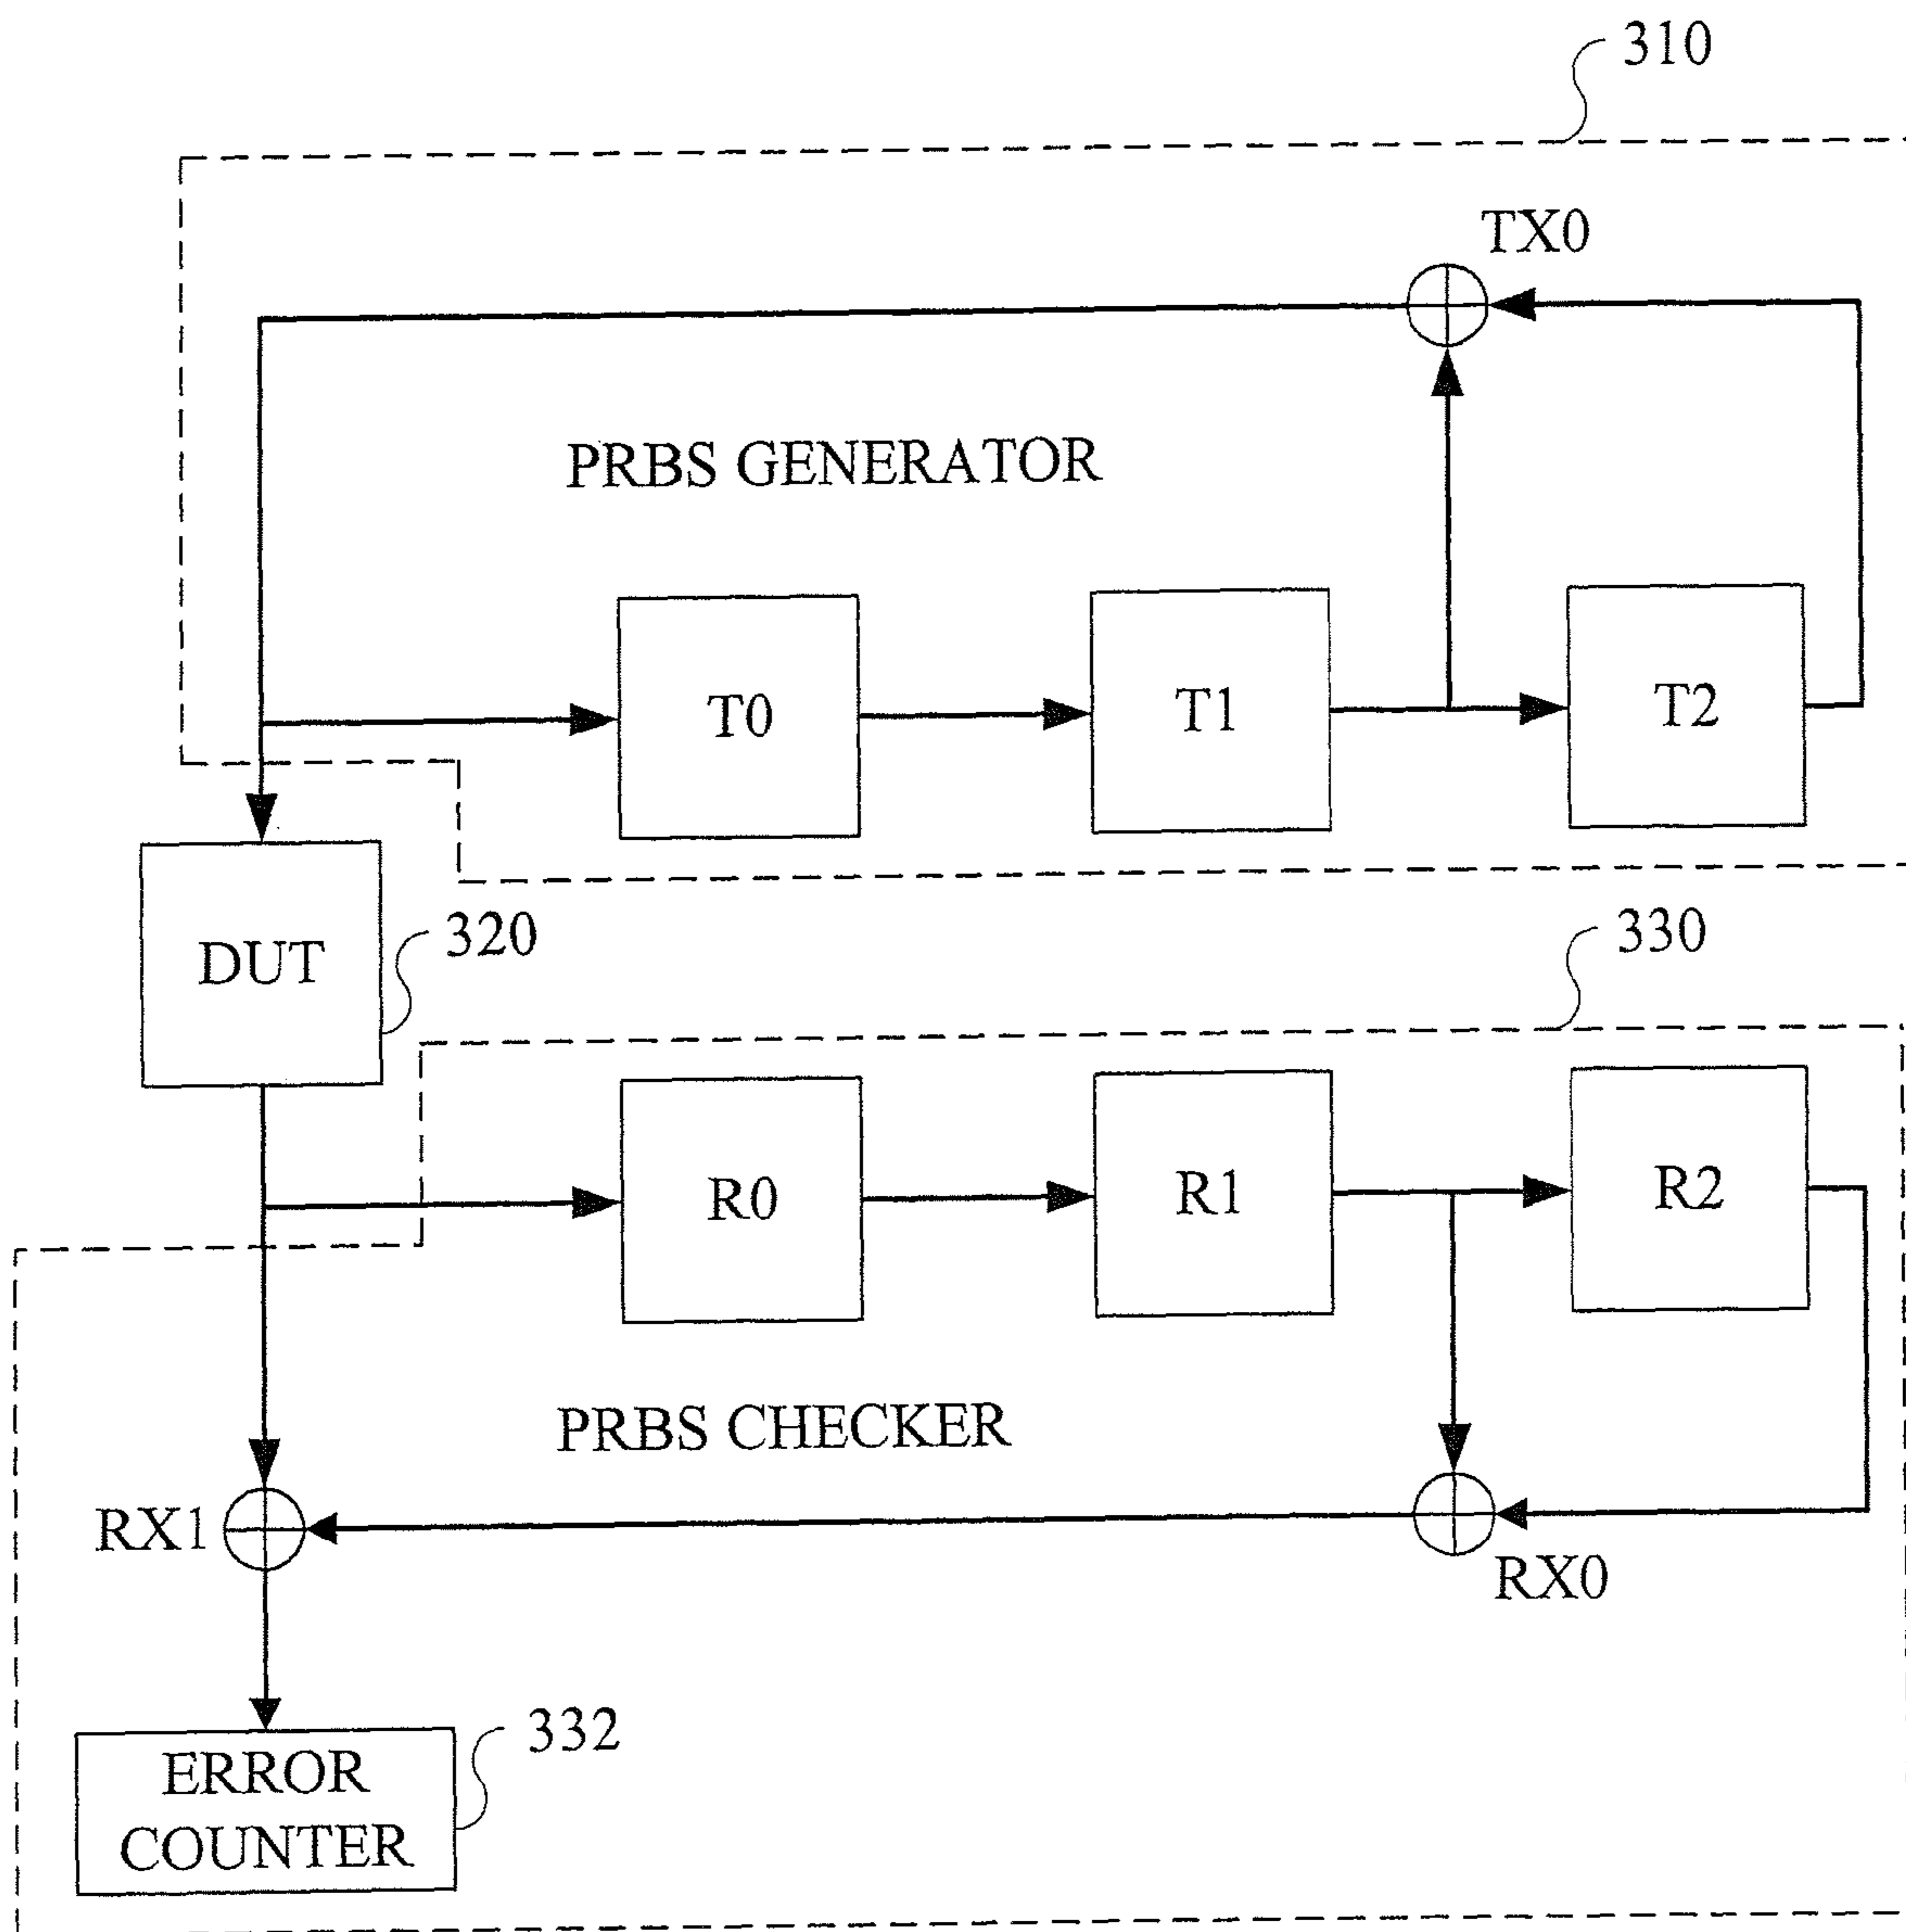 310
TX0
PRBS GENERATOR
T0
T1
T2
DUT
320
330
R0
R1
R2
PRBS CHECKER
RX1
RX0
ERROR
COUNTER
332